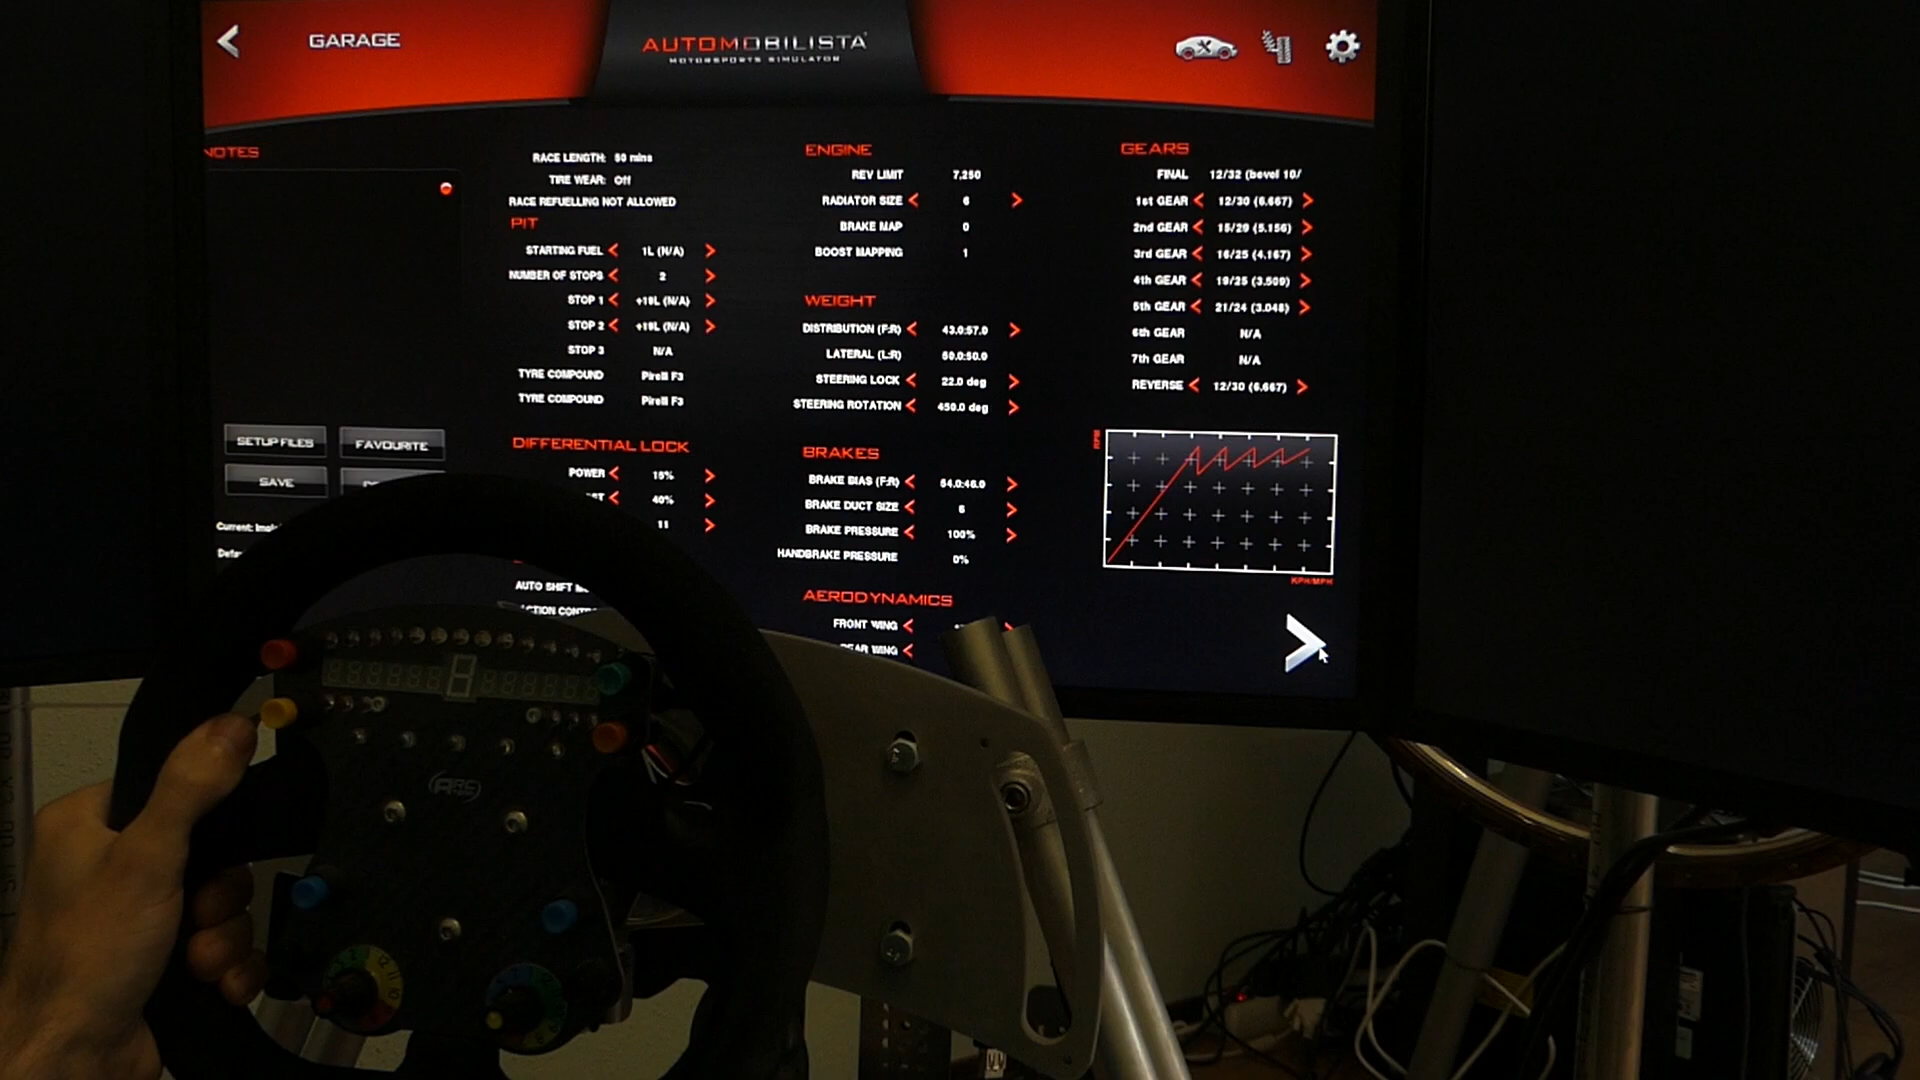 GARAGE
AUTOMOBILISTA
MOTORSPORTS SIMULATOR
NOTES
SETUP FILES
FAVOURITE
SAVE
RACE LENGTH: 50 mins
TIRE WEAR: Off
RACE REFUELLING NOT ALLOWED
PIT
STARTING FUEL 1L (N/A)
NUMBER OF STOPS 2
STOP 1 +19L (N/A)
STOP 2 +19L (N/A)
STOP 3 N/A
TYRE COMPOUND Pirelli F3
TYRE COMPOUND Pirelli F3
DIFFERENTIAL LOCK
POWER 15%
40%
11
AUTO SHIFT
ENGINE
REV LIMIT 7,250
RADIATOR SIZE 6
BRAKE MAP 0
BOOST MAPPING 1
WEIGHT
DISTRIBUTION (F:R) 43.0:57.0
LATERAL (L:R) 50.0:50.0
STEERING LOCK 22.0 deg
STEERING ROTATION 450.0 deg
BRAKES
BRAKE BIAS (F:R) 54.0:46.0
BRAKE DUCT SIZE 6
BRAKE PRESSURE 100%
HANDBRAKE PRESSURE 0%
AERODYNAMICS
FRONT WING
REAR WING
GEARS
FINAL 12/32 (bevel 10/
1st GEAR 12/30 (6.667)
2nd GEAR 15/29 (5.156)
3rd GEAR 16/25 (4.167)
4th GEAR 19/25 (3.509)
5th GEAR 21/24 (3.048)
6th GEAR N/A
7th GEAR N/A
REVERSE 12/30 (6.667)
RPM
KPH/MPH
ARC